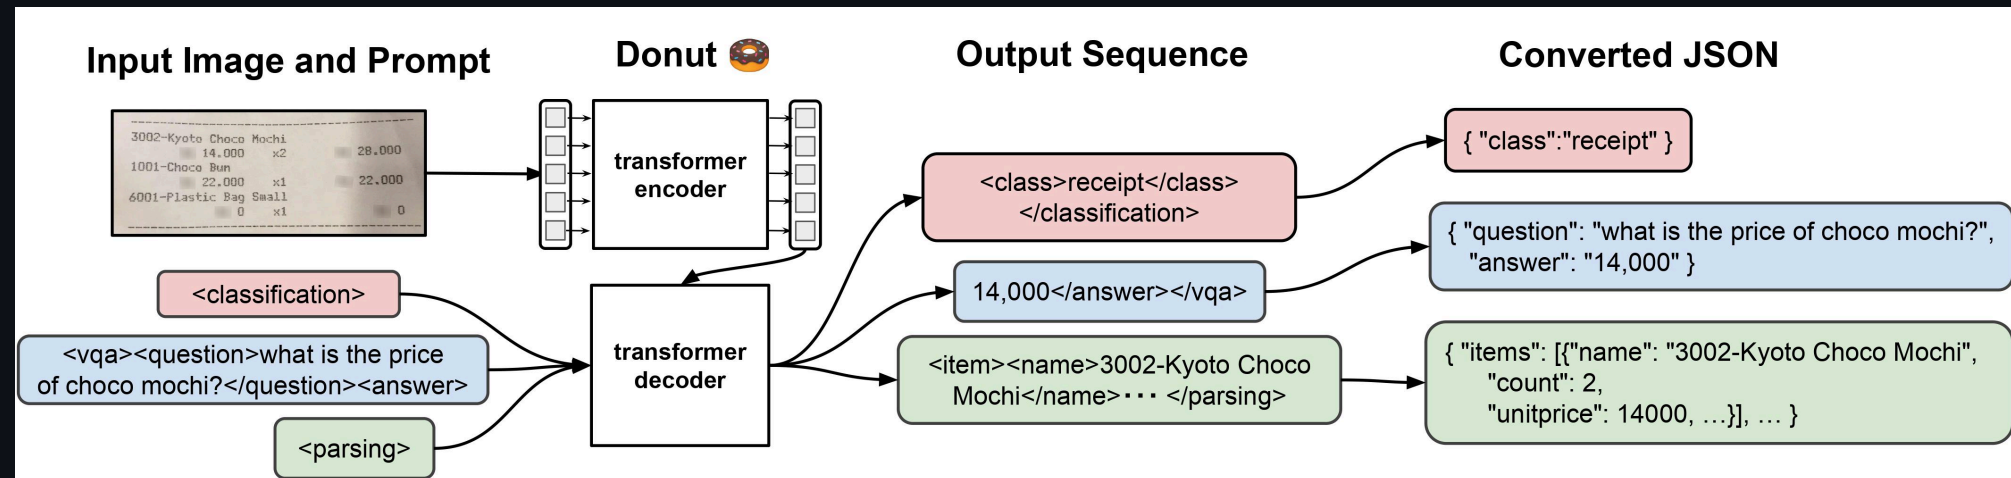 Input Image and Prompt
Donut 🍩
Output Sequence
Converted JSON
3002-Kyoto Choco Mochi
14.000 x2 28.000
1001-Choco Bun
22.000 x1 22.000
6001-Plastic Bag Small
0 x1 0
transformer
encoder
<classification>
<vqa><question>what is the price
of choco mochi?</question><answer>
<parsing>
transformer
decoder
<class>receipt</class>
</classification>
14,000</answer></vqa>
<item><name>3002-Kyoto Choco
Mochi</name>··· </parsing>
{ "class":"receipt" }
{ "question": "what is the price of choco mochi?",
"answer": "14,000" }
{ "items": [{"name": "3002-Kyoto Choco Mochi",
"count": 2,
"unitprice": 14000, …}], … }